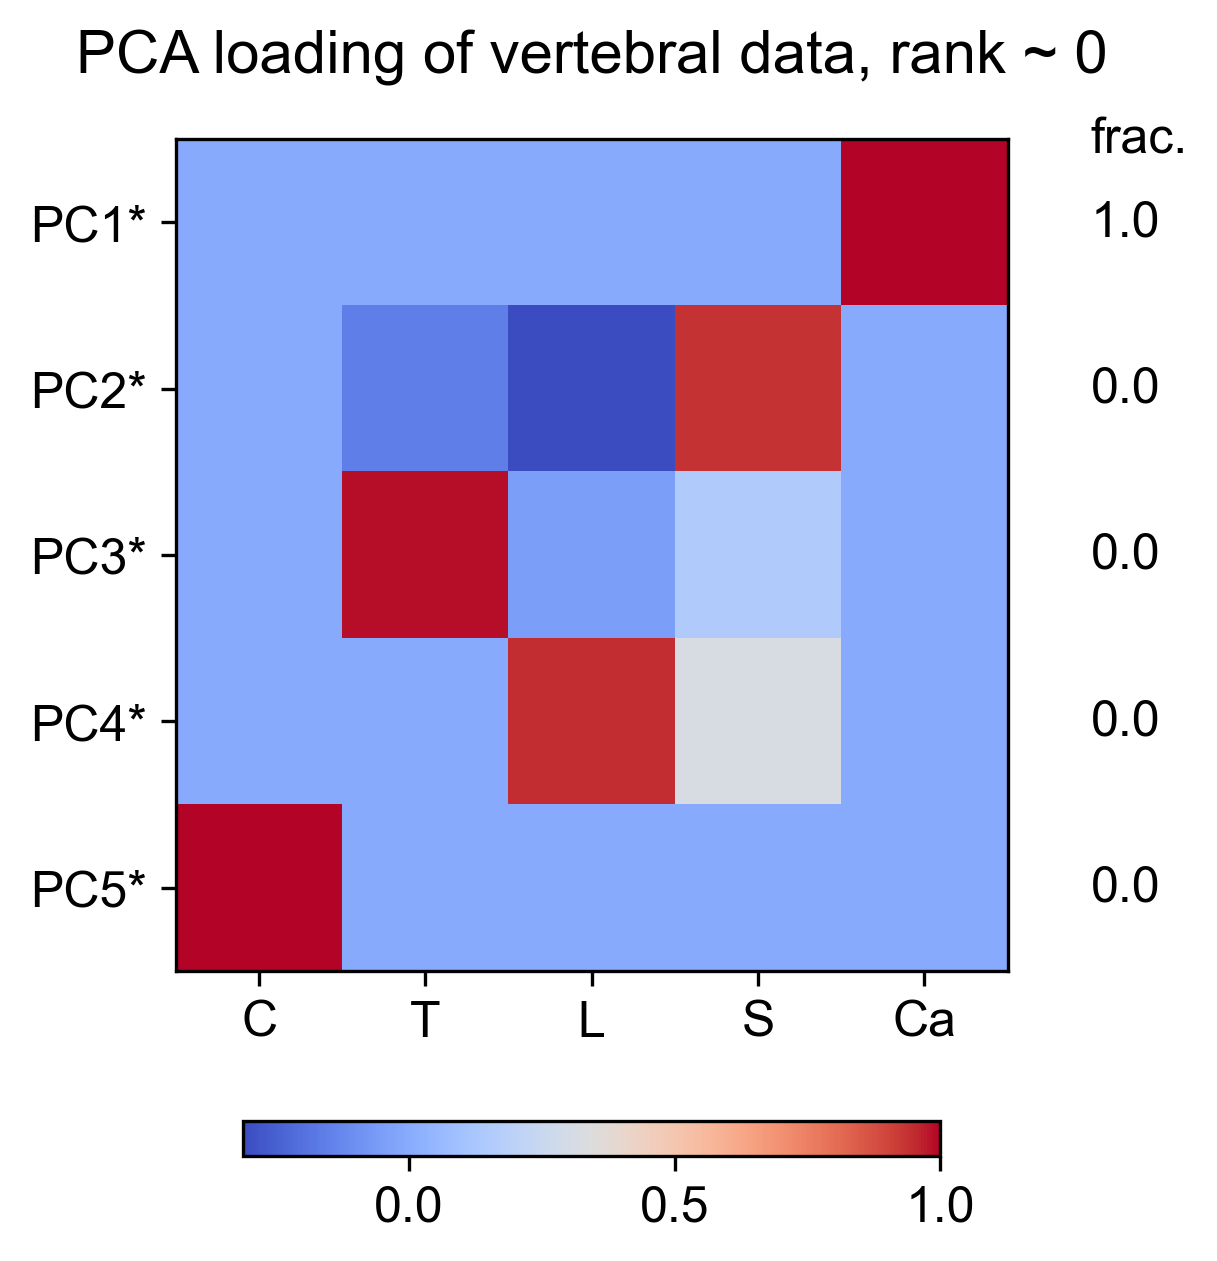 PCA loading of vertebral data, rank ~ 0
frac.
PC1* 1.0
PC2* 0.0
PC3* 0.0
PC4* 0.0
PC5* 0.0
C T L S Ca
0.0 0.5 1.0